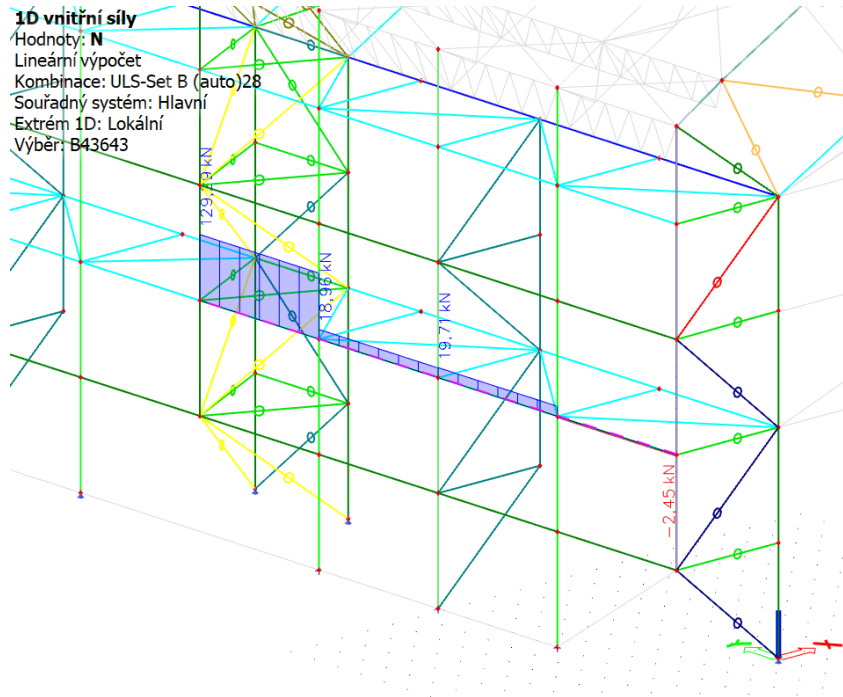 1D vnitřní síly
Hodnoty: N
Lineární výpočet
Kombinace: ULS-Set B (auto)28
Souřadný systém: Hlavní
Extrém 1D: Lokální
Výběr: B43643
kN
18,96 kN
19,71 kN
−2,45 kN